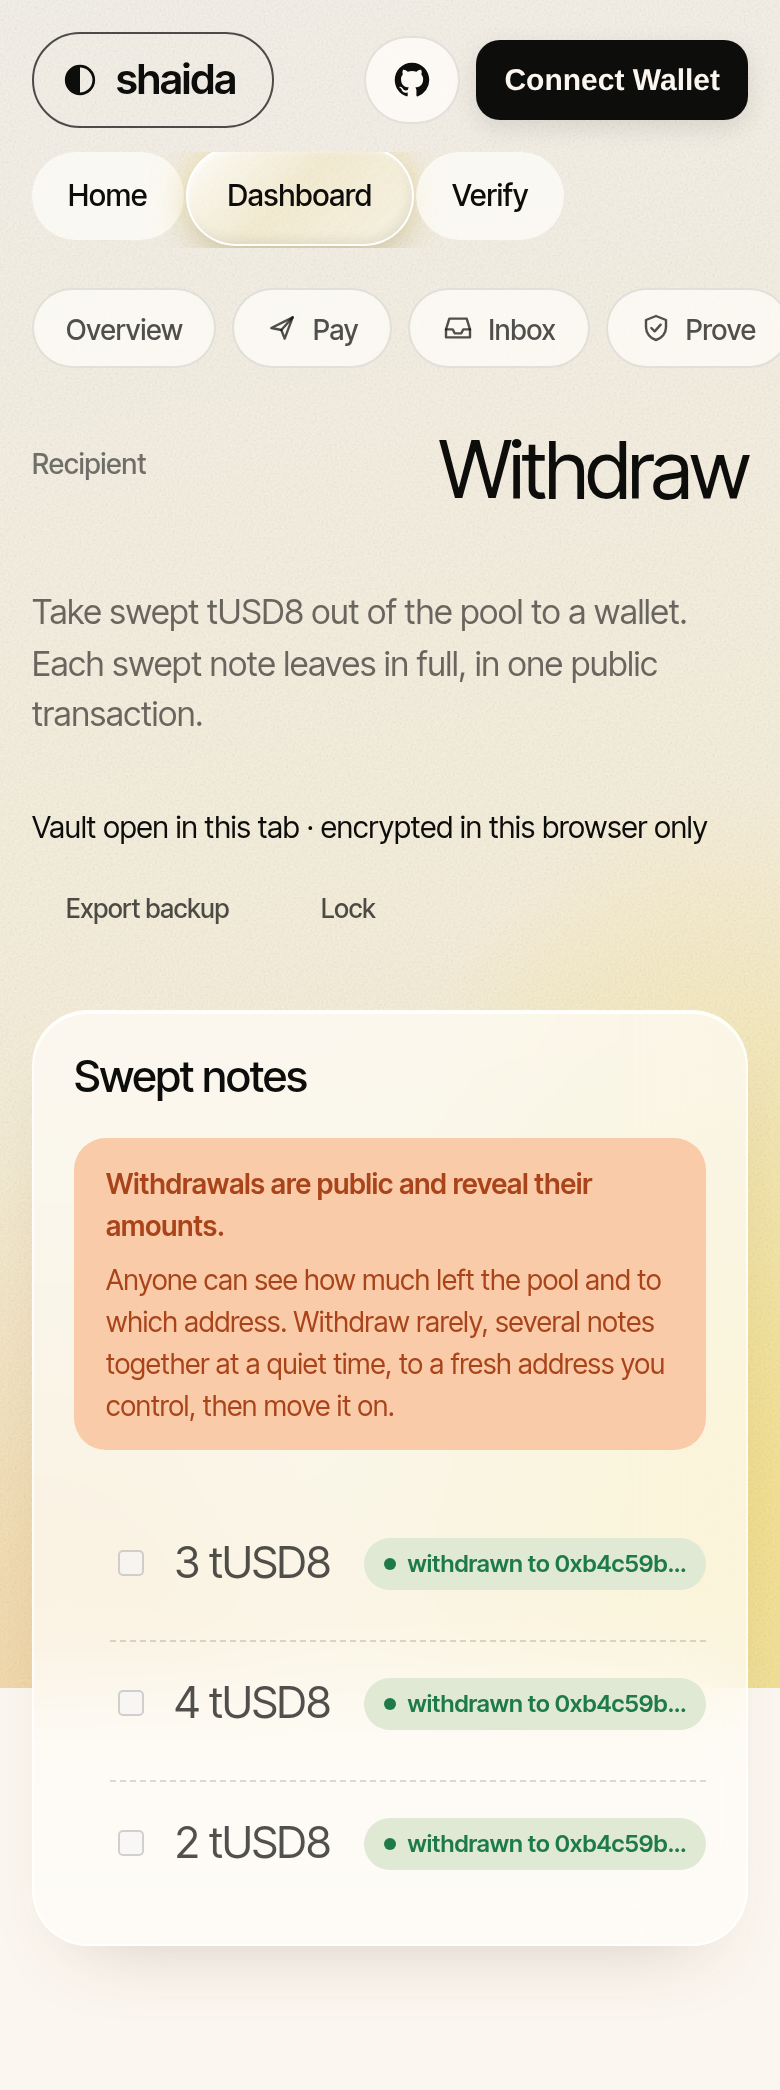 shaida
Connect Wallet
Home
Dashboard
Verify
Overview
Pay
Inbox
Prove
Recipient
Withdraw
Take swept tUSD8 out of the pool to a wallet.
Each swept note leaves in full, in one public
transaction.
Vault open in this tab · encrypted in this browser only
Export backup
Lock
Swept notes
Withdrawals are public and reveal their
amounts.
Anyone can see how much left the pool and to
which address. Withdraw rarely, several notes
together at a quiet time, to a fresh address you
control, then move it on.
3 tUSD8
withdrawn to 0xb4c59b...
4 tUSD8
withdrawn to 0xb4c59b...
2 tUSD8
withdrawn to 0xb4c59b...